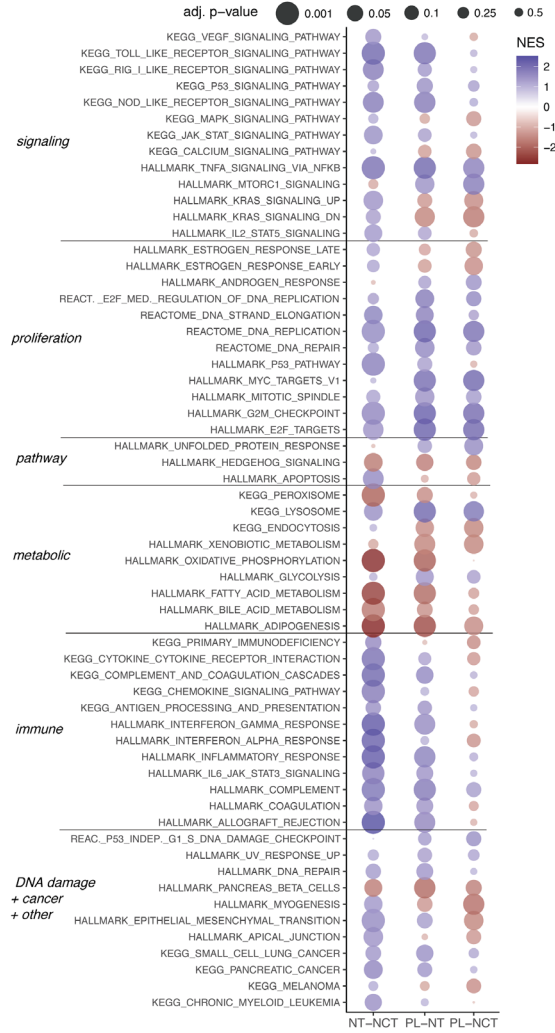 adj. p-value 0.001 0.05 0.1 0.25 0.5
NES
2
1
0
−1
−2
signaling
KEGG_VEGF_SIGNALING_PATHWAY
KEGG_TOLL_LIKE_RECEPTOR_SIGNALING_PATHWAY
KEGG_RIG_I_LIKE_RECEPTOR_SIGNALING_PATHWAY
KEGG_P53_SIGNALING_PATHWAY
KEGG_NOD_LIKE_RECEPTOR_SIGNALING_PATHWAY
KEGG_MAPK_SIGNALING_PATHWAY
KEGG_JAK_STAT_SIGNALING_PATHWAY
KEGG_CALCIUM_SIGNALING_PATHWAY
HALLMARK_TNFA_SIGNALING_VIA_NFKB
HALLMARK_MTORC1_SIGNALING
HALLMARK_KRAS_SIGNALING_UP
HALLMARK_KRAS_SIGNALING_DN
HALLMARK_IL2_STAT5_SIGNALING
proliferation
HALLMARK_ESTROGEN_RESPONSE_LATE
HALLMARK_ESTROGEN_RESPONSE_EARLY
HALLMARK_ANDROGEN_RESPONSE
REACT._E2F_MED._REGULATION_OF_DNA_REPLICATION
REACTOME_DNA_STRAND_ELONGATION
REACTOME_DNA_REPLICATION
REACTOME_DNA_REPAIR
HALLMARK_P53_PATHWAY
HALLMARK_MYC_TARGETS_V1
HALLMARK_MITOTIC_SPINDLE
HALLMARK_G2M_CHECKPOINT
HALLMARK_E2F_TARGETS
pathway
HALLMARK_UNFOLDED_PROTEIN_RESPONSE
HALLMARK_HEDGEHOG_SIGNALING
HALLMARK_APOPTOSIS
metabolic
KEGG_PEROXISOME
KEGG_LYSOSOME
KEGG_ENDOCYTOSIS
HALLMARK_XENOBIOTIC_METABOLISM
HALLMARK_OXIDATIVE_PHOSPHORYLATION
HALLMARK_GLYCOLYSIS
HALLMARK_FATTY_ACID_METABOLISM
HALLMARK_BILE_ACID_METABOLISM
HALLMARK_ADIPOGENESIS
immune
KEGG_PRIMARY_IMMUNODEFICIENCY
KEGG_CYTOKINE_CYTOKINE_RECEPTOR_INTERACTION
KEGG_COMPLEMENT_AND_COAGULATION_CASCADES
KEGG_CHEMOKINE_SIGNALING_PATHWAY
KEGG_ANTIGEN_PROCESSING_AND_PRESENTATION
HALLMARK_INTERFERON_GAMMA_RESPONSE
HALLMARK_INTERFERON_ALPHA_RESPONSE
HALLMARK_INFLAMMATORY_RESPONSE
HALLMARK_IL6_JAK_STAT3_SIGNALING
HALLMARK_COMPLEMENT
HALLMARK_COAGULATION
HALLMARK_ALLOGRAFT_REJECTION
DNA damage
+ cancer
+ other
REAC._P53_INDEP._G1_S_DNA_DAMAGE_CHECKPOINT
HALLMARK_UV_RESPONSE_UP
HALLMARK_DNA_REPAIR
HALLMARK_PANCREAS_BETA_CELLS
HALLMARK_MYOGENESIS
HALLMARK_EPITHELIAL_MESENCHYMAL_TRANSITION
HALLMARK_APICAL_JUNCTION
KEGG_SMALL_CELL_LUNG_CANCER
KEGG_PANCREATIC_CANCER
KEGG_MELANOMA
KEGG_CHRONIC_MYELOID_LEUKEMIA
NT−NCT PL−NT PL−NCT